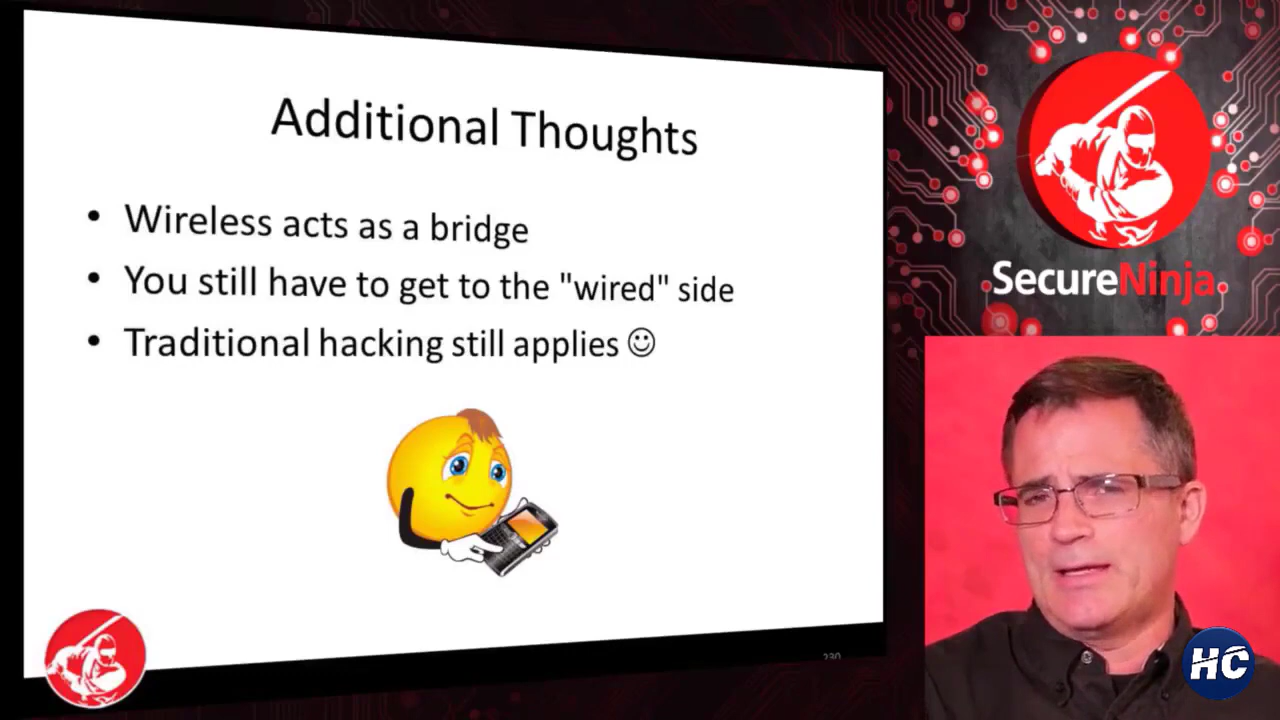 Additional Thoughts
• Wireless acts as a bridge
• You still have to get to the "wired" side
• Traditional hacking still applies ☺
230
SecureNinja
HC